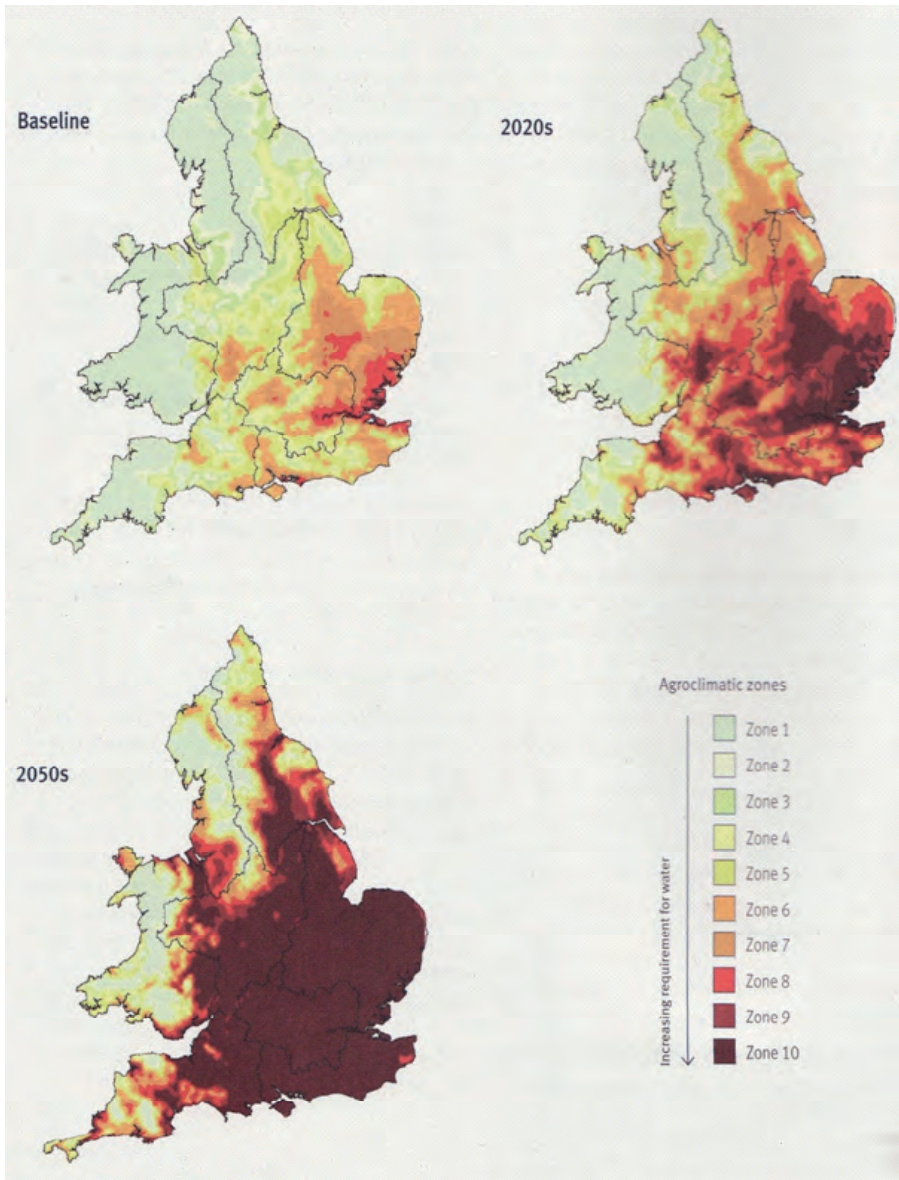 Baseline
2020s
2050s
Agroclimatic zones
Increasing requirement for water
Zone 1
Zone 2
Zone 3
Zone 4
Zone 5
Zone 6
Zone 7
Zone 8
Zone 9
Zone 10